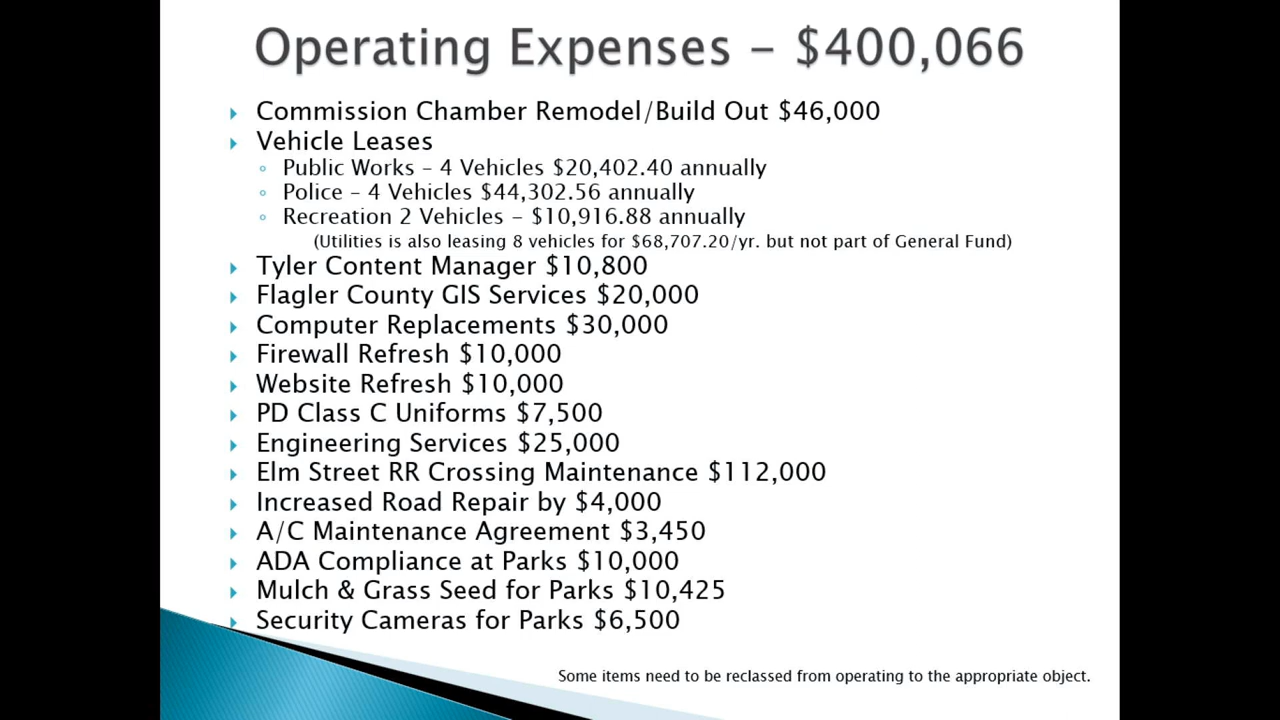 Operating Expenses – $400,066
Commission Chamber Remodel/Build Out $46,000
Vehicle Leases
Public Works – 4 Vehicles $20,402.40 annually
Police – 4 Vehicles $44,302.56 annually
Recreation 2 Vehicles – $10,916.88 annually
(Utilities is also leasing 8 vehicles for $68,707.20/yr. but not part of General Fund)
Tyler Content Manager $10,800
Flagler County GIS Services $20,000
Computer Replacements $30,000
Firewall Refresh $10,000
Website Refresh $10,000
PD Class C Uniforms $7,500
Engineering Services $25,000
Elm Street RR Crossing Maintenance $112,000
Increased Road Repair by $4,000
A/C Maintenance Agreement $3,450
ADA Compliance at Parks $10,000
Mulch & Grass Seed for Parks $10,425
Security Cameras for Parks $6,500
Some items need to be reclassed from operating to the appropriate object.